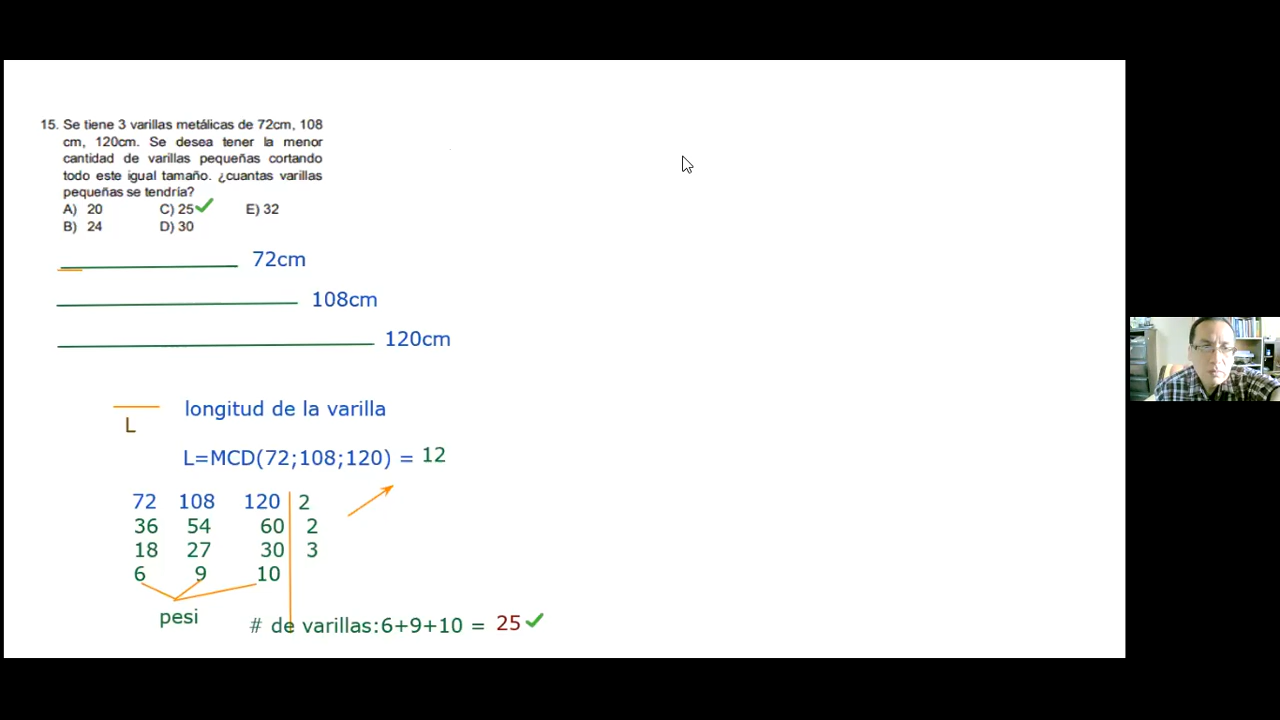 15. Se tiene 3 varillas metálicas de 72cm, 108
cm, 120cm. Se desea tener la menor
cantidad de varillas pequeñas cortando
todo este igual tamaño. ¿cuantas varillas
pequeñas se tendría?
A) 20 C) 25 E) 32
B) 24 D) 30
72cm
108cm
120cm
longitud de la varilla
L
L=MCD(72;108;120) = 12
72 108 120 2
36 54 60 2
18 27 30 3
6 9 10
pesi
# de varillas:6+9+10 = 25